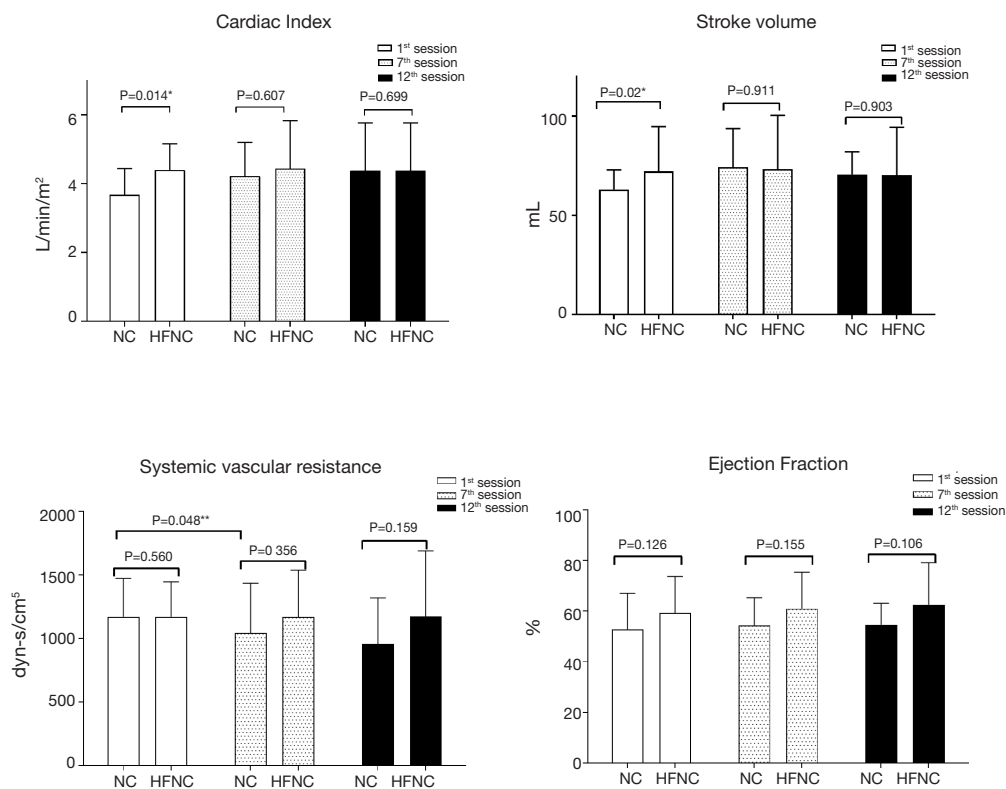 Cardiac Index
1st session
7th session
12th session
P=0.014*
P=0.607
P=0.699
6
4
2
0
L/min/m²
NC HFNC NC HFNC NC HFNC
Stroke volume
1st session
7th session
12th session
P=0.02*
P=0.911
P=0.903
100
50
0
mL
NC HFNC NC HFNC NC HFNC
Systemic vascular resistance
1st session
7th session
12th session
P=0.048**
P=0.560
P=0 356
P=0.159
2000
1500
1000
500
0
dyn-s/cm⁵
NC HFNC NC HFNC NC HFNC
Ejection Fraction
1st session
7th session
12th session
P=0.126
P=0.155
P=0.106
100
80
60
40
20
0
%
NC HFNC NC HFNC NC HFNC